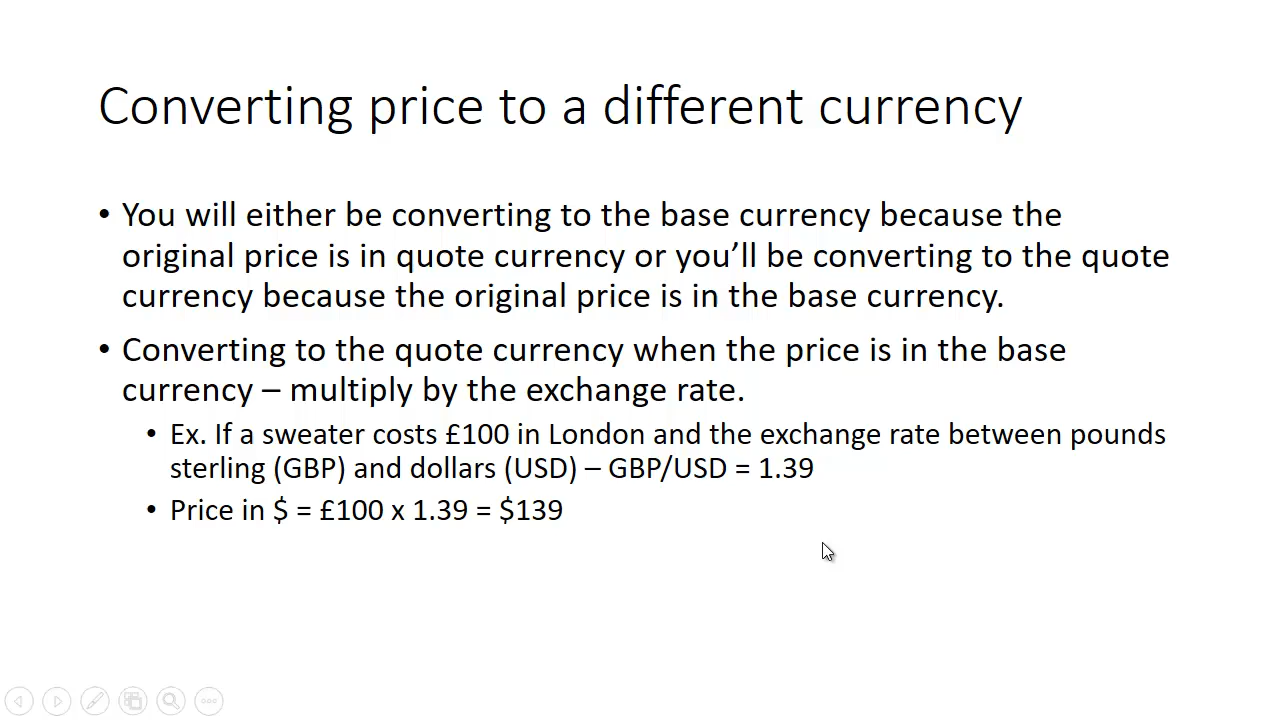 Converting price to a different currency
• You will either be converting to the base currency because the
original price is in quote currency or you’ll be converting to the quote
currency because the original price is in the base currency.
• Converting to the quote currency when the price is in the base
currency – multiply by the exchange rate.
• Ex. If a sweater costs £100 in London and the exchange rate between pounds
sterling (GBP) and dollars (USD) – GBP/USD = 1.39
• Price in $ = £100 x 1.39 = $139